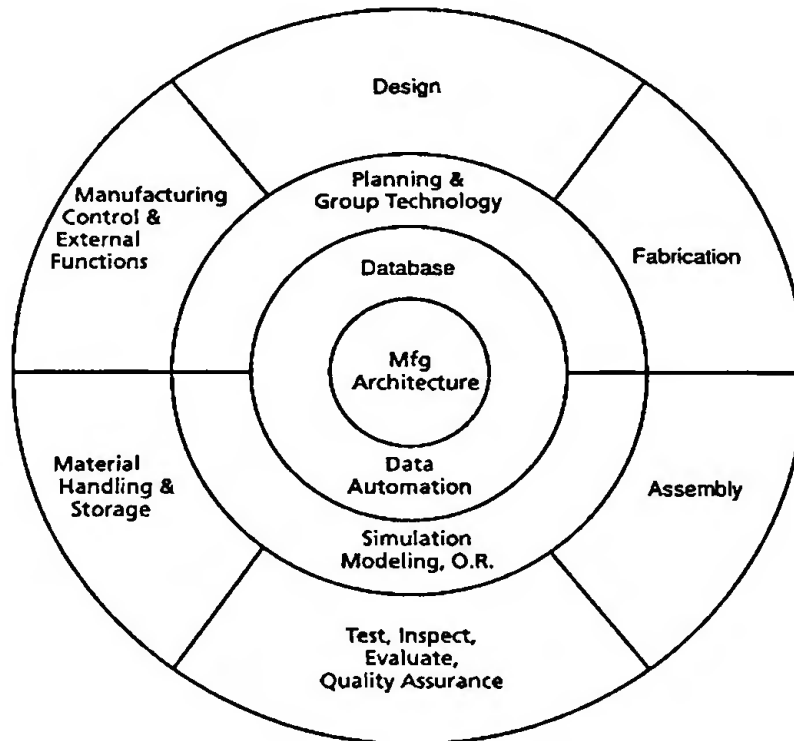 Design
Planning &
Group Technology
Manufacturing
Control &
External
Functions
Fabrication
Database
Mfg
Architecture
Data
Automation
Material
Handling &
Storage
Assembly
Simulation
Modeling, O.R.
Test, Inspect,
Evaluate,
Quality Assurance